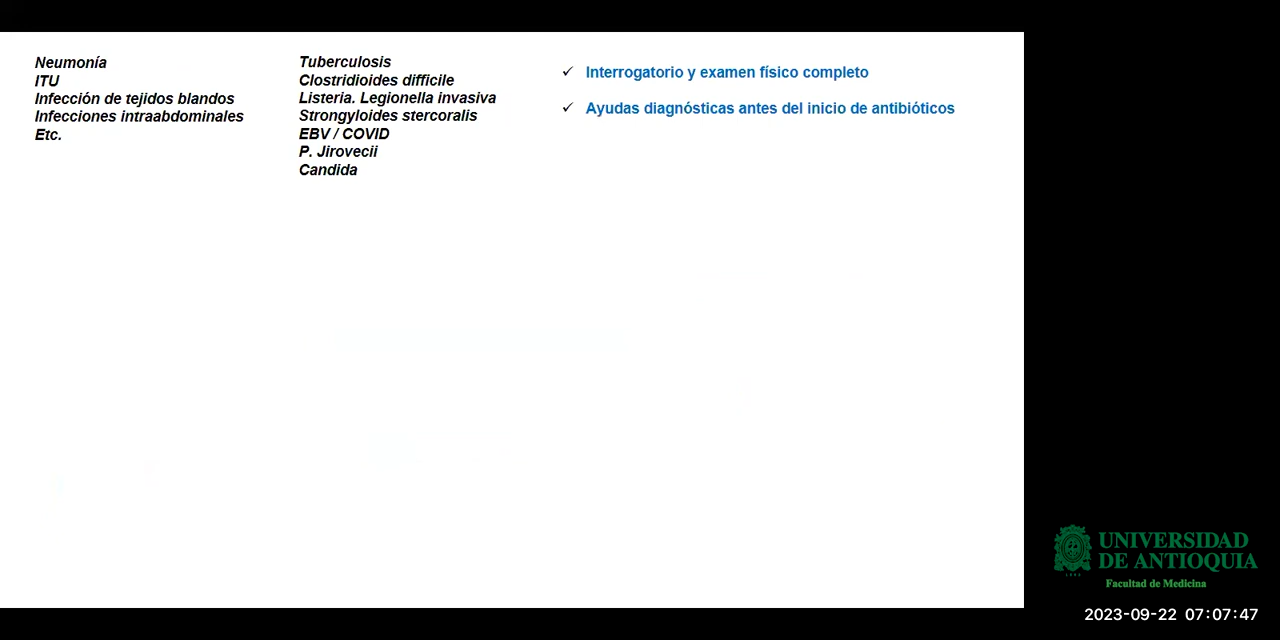 Neumonía
ITU
Infección de tejidos blandos
Infecciones intraabdominales
Etc.
Tuberculosis
Clostridioides difficile
Listeria. Legionella invasiva
Strongyloides stercoralis
EBV / COVID
P. Jirovecii
Candida
✓ Interrogatorio y examen físico completo
✓ Ayudas diagnósticas antes del inicio de antibióticos
UNIVERSIDAD
DE ANTIOQUIA
1803
Facultad de Medicina
2023-09-22 07:07:47